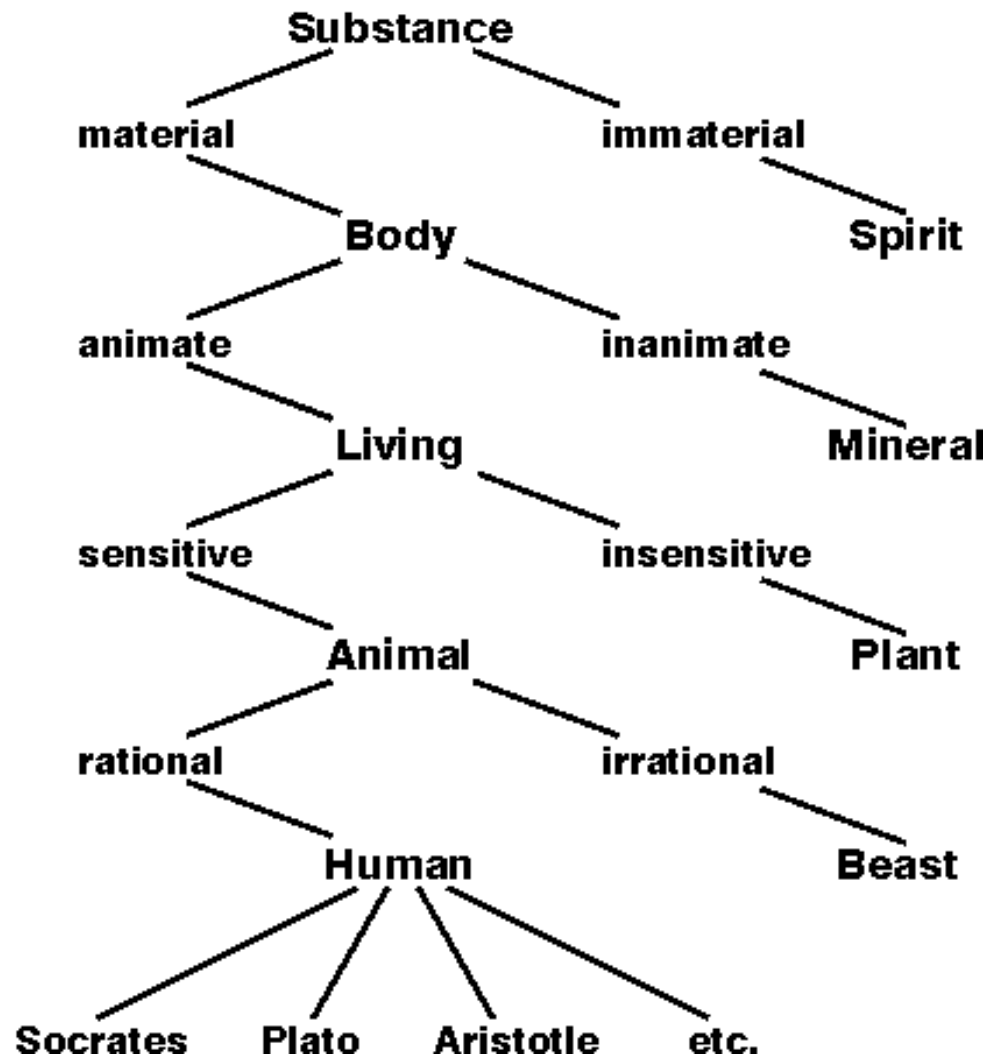 Substance
material immaterial
Body Spirit
animate inanimate
Living Mineral
sensitive insensitive
Animal Plant
rational irrational
Human Beast
Socrates Plato Aristotle etc.